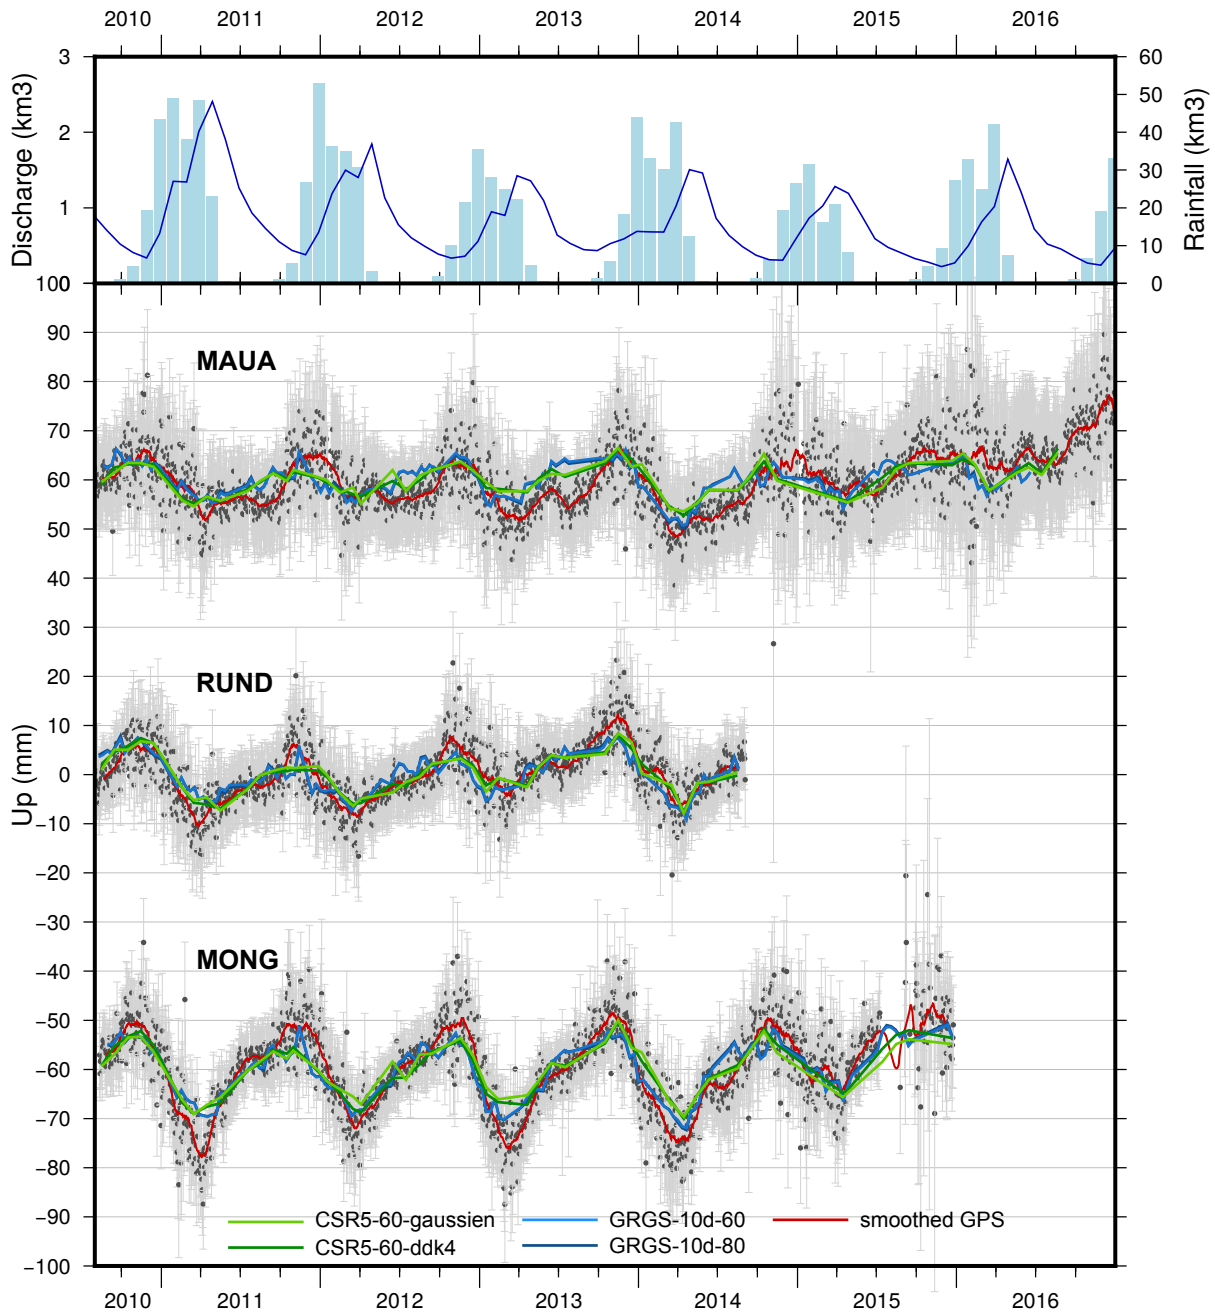 2010 2011 2012 2013 2014 2015 2016
3 60
50
2 40
30
1 20
10
0 0
Discharge (km3)
Rainfall (km3)
100
90
MAUA
80
70
60
50
40
30
20
RUND
10
0
Up (mm)
−10
−20
−30
−40
MONG
−50
−60
−70
−80
−90
−100
CSR5-60-gaussien GRGS-10d-60 smoothed GPS
CSR5-60-ddk4 GRGS-10d-80
2010 2011 2012 2013 2014 2015 2016